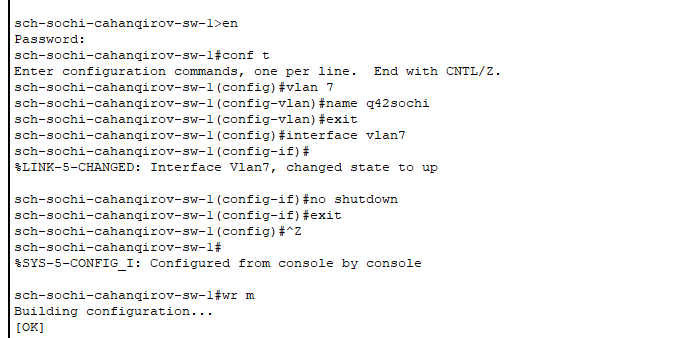 sch-sochi-cahanqirov-sw-1>en
Password:
sch-sochi-cahanqirov-sw-1#conf t
Enter configuration commands, one per line.  End with CNTL/Z.
sch-sochi-cahanqirov-sw-1(config)#vlan 7
sch-sochi-cahanqirov-sw-1(config-vlan)#name q42sochi
sch-sochi-cahanqirov-sw-1(config-vlan)#exit
sch-sochi-cahanqirov-sw-1(config)#interface vlan7
sch-sochi-cahanqirov-sw-1(config-if)#
%LINK-5-CHANGED: Interface Vlan7, changed state to up
sch-sochi-cahanqirov-sw-1(config-if)#no shutdown
sch-sochi-cahanqirov-sw-1(config-if)#exit
sch-sochi-cahanqirov-sw-1(config)#^Z
sch-sochi-cahanqirov-sw-1#
%SYS-5-CONFIG_I: Configured from console by console
sch-sochi-cahanqirov-sw-1#wr m
Building configuration...
[OK]